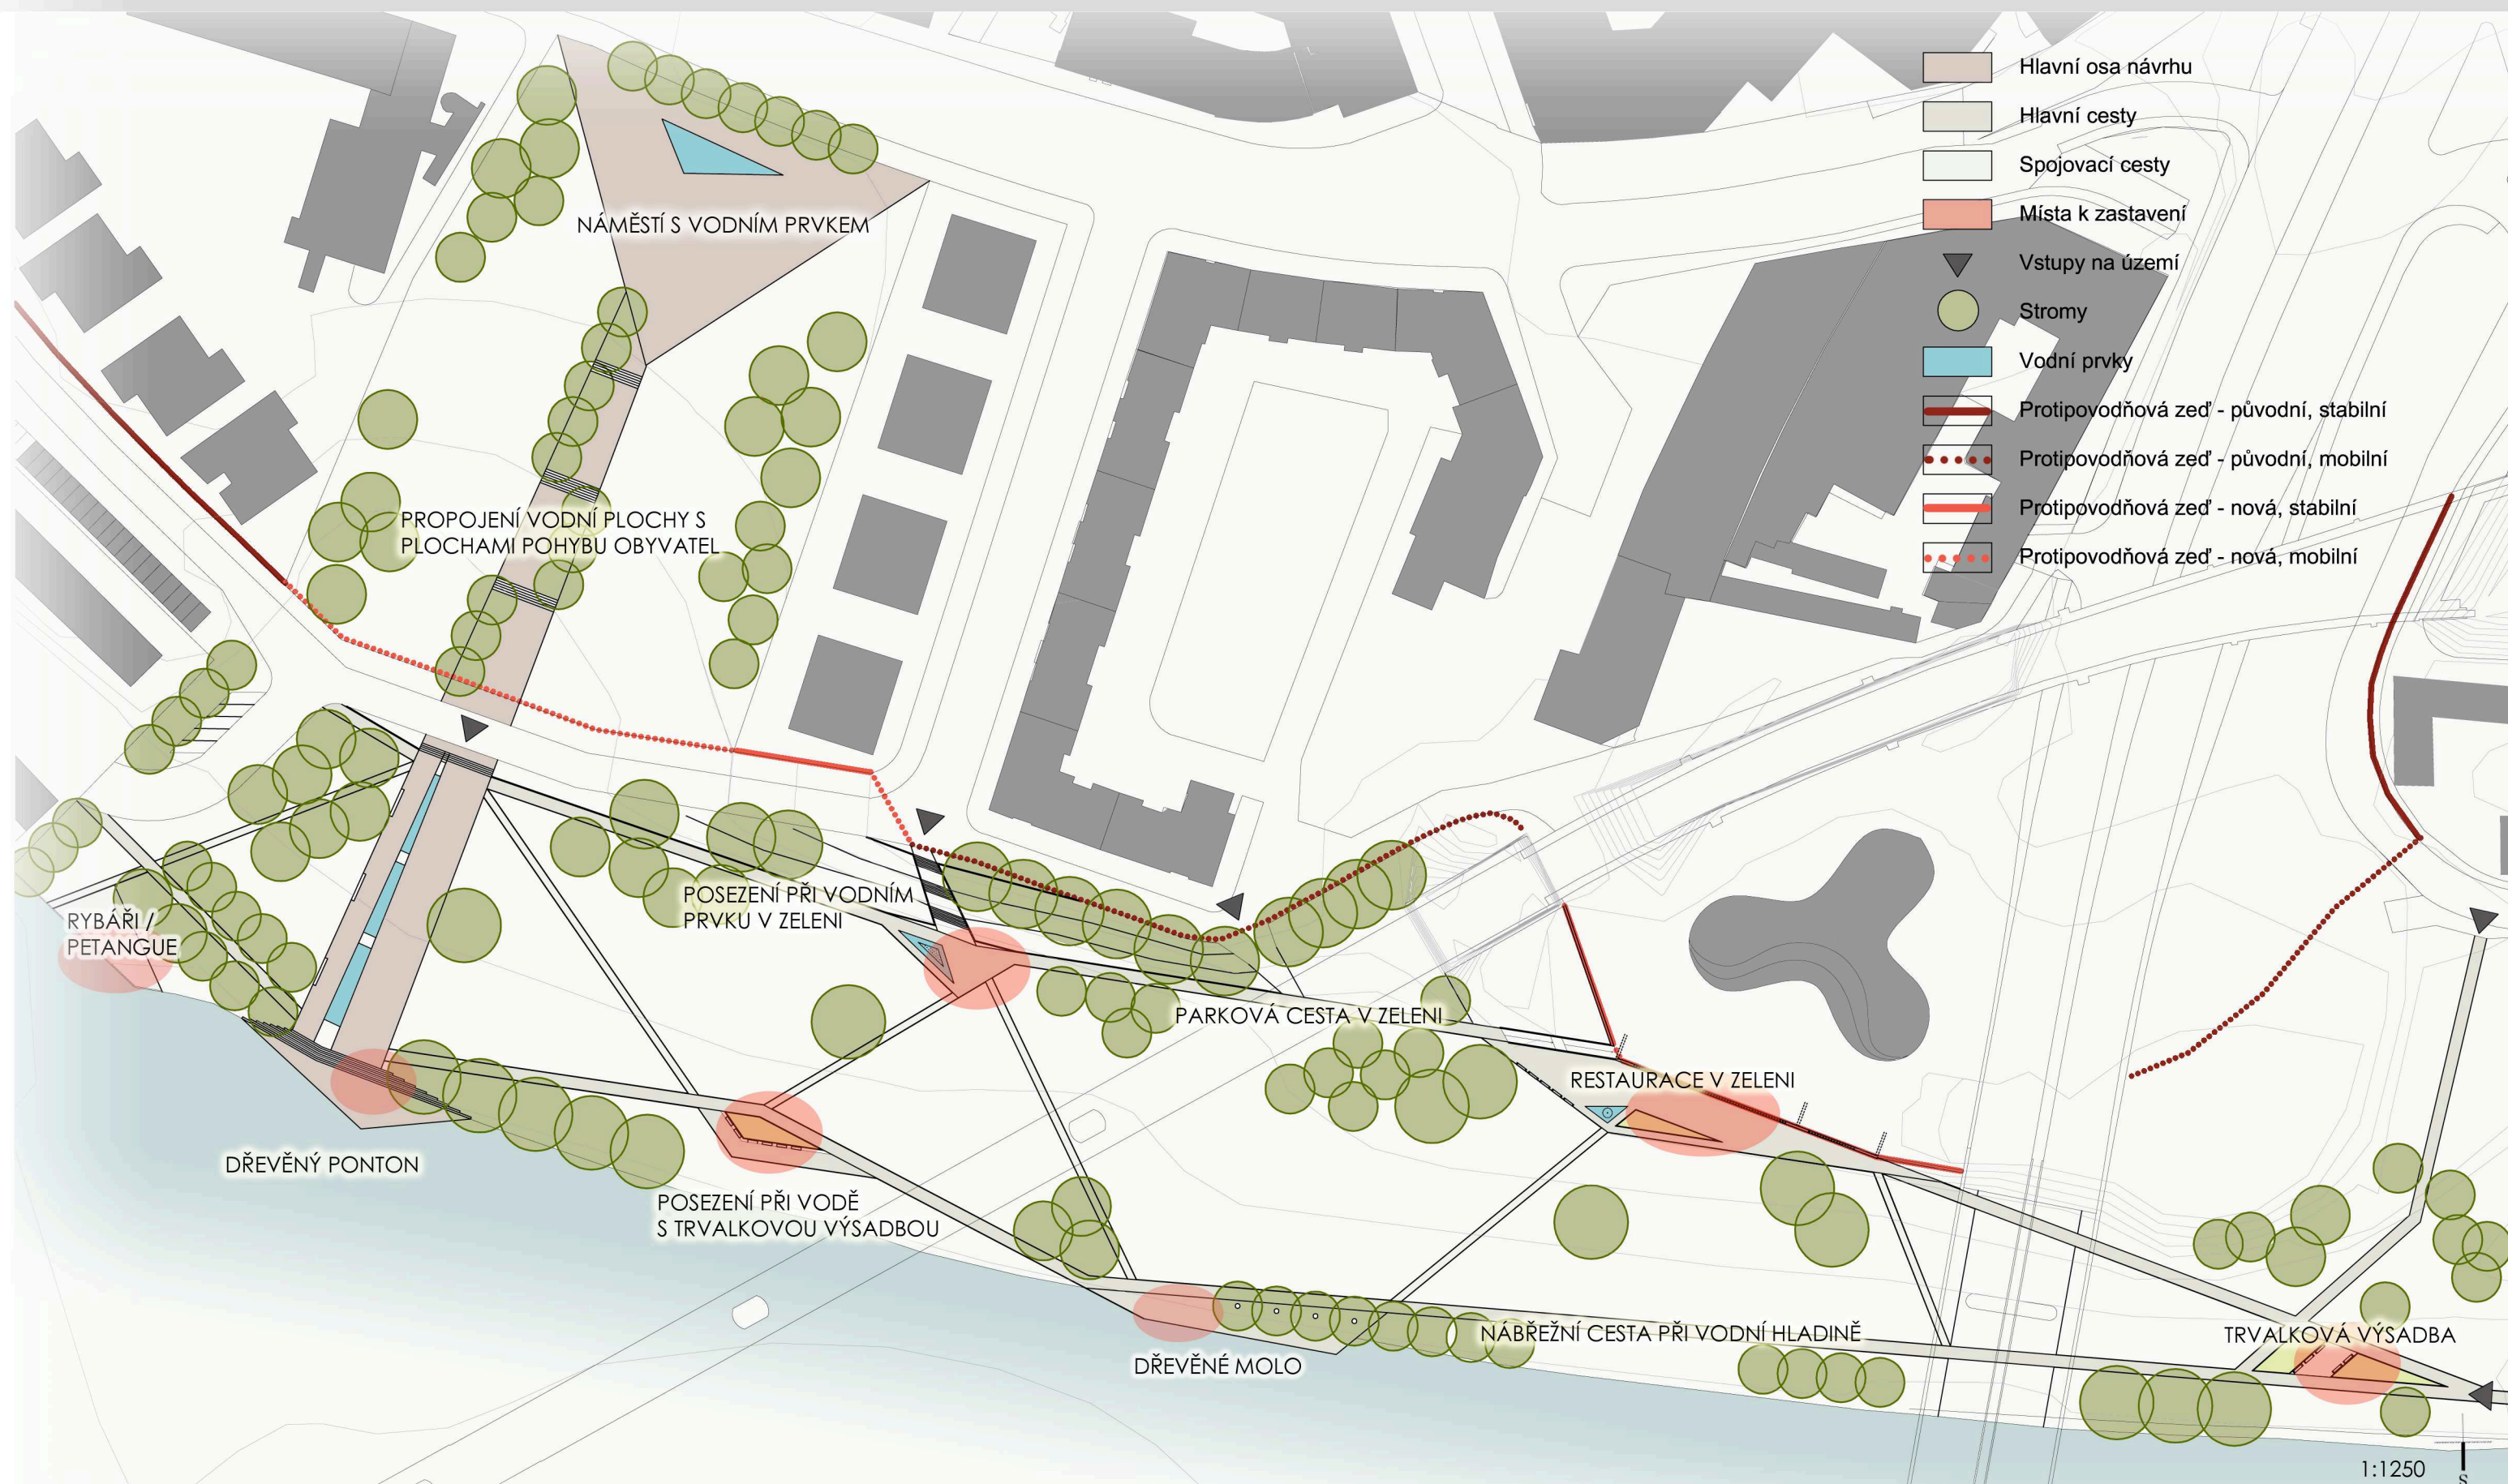 Hlavní osa návrhu
Hlavní cesty
Spojovací cesty
Místa k zastavení
Vstupy na území
Stromy
Vodní prvky
Protipovodňová zeď - původní, stabilní
Protipovodňová zeď - původní, mobilní
Protipovodňová zeď - nová, stabilní
Protipovodňová zeď - nová, mobilní
NÁMĚSTÍ S VODNÍM PRVKEM
PROPOJENÍ VODNÍ PLOCHY S
PLOCHAMI POHYBU OBYVATEL
POSEZENÍ PŘI VODNÍM
PRVKU V ZELENI
RYBÁŘI /
PETANGUE
PARKOVÁ CESTA V ZELENI
RESTAURACE V ZELENI
DŘEVĚNÝ PONTON
POSEZENÍ PŘI VODĚ
S TRVALKOVOU VÝSADBOU
NÁBŘEŽNÍ CESTA PŘI VODNÍ HLADINĚ
TRVALKOVÁ VÝSADBA
DŘEVĚNÉ MOLO
1:1250
S